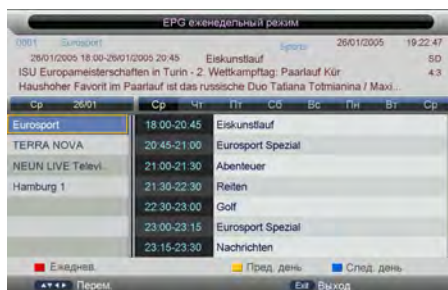 EPG еженедельный режим
0001 Eurosport Sports 26/01/2005 19:22:47
26/01/2005 18:00-26/01/2005 20:45 Eiskunstlauf SD
ISU Europameisterschaften in Turin - 2. Wettkampftag: Paarlauf Kür 4:3
Haushoher Favorit im Paarlauf ist das russische Duo Tatiana Totmianina / Maxi...
Ср 26/01 Ср Чт Пт Сб Вс Пн Вт Ср
Eurosport 18:00-20:45 Eiskunstlauf
TERRA NOVA 20:45-21:00 Eurosport Spezial
NEUN LIVE Televi.. 21:00-21:30 Abenteuer
Hamburg 1 21:30-22:30 Reiten
22:30-23:00 Golf
23:00-23:15 Eurosport Spezial
23:15-23:30 Nachrichten
Ежеднев. Пред. день След. день
Перем. Exit Выход